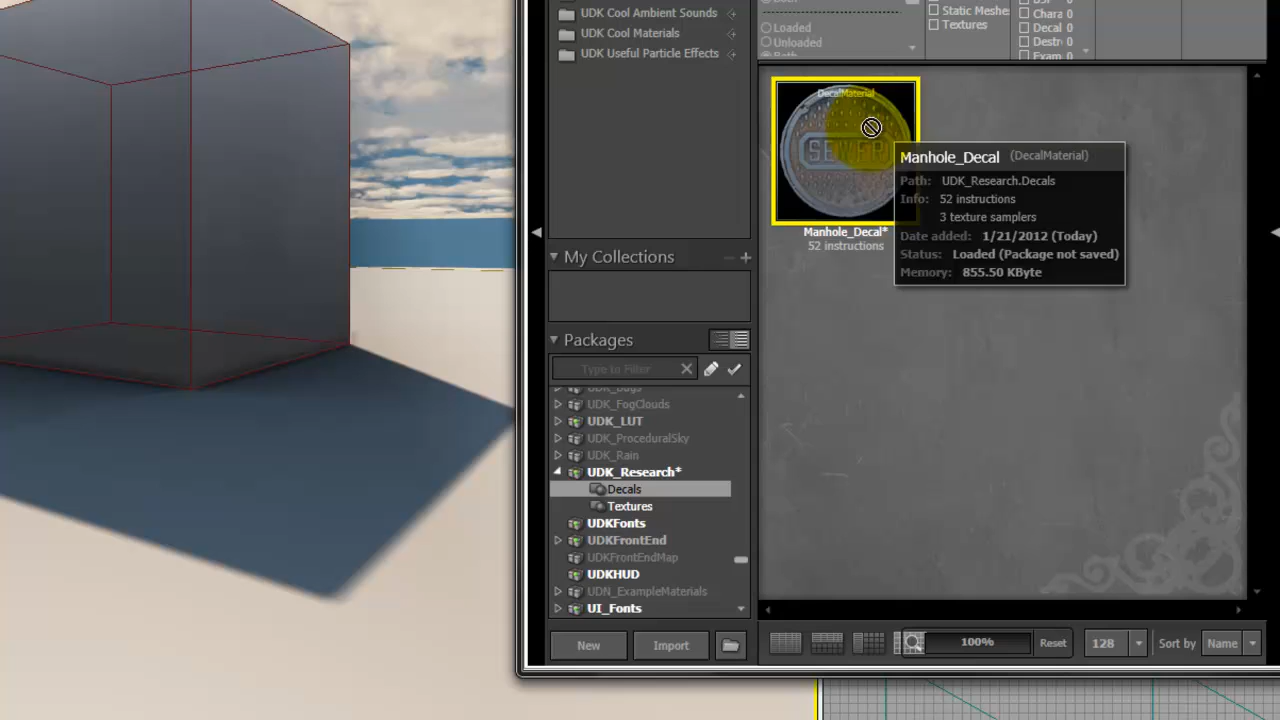 UDK Cool Ambient Sounds
UDK Cool Materials
UDK Useful Particle Effects
My Collections
Packages
Type to Filter
UDK_FogClouds
UDK_LUT
UDK_ProceduralSky
UDK_Rain
UDK_Research*
Decals
Textures
UDKFonts
UDKFrontEnd
UDKFrontEndMap
UDKHUD
UDN_ExampleMaterials
UI_Fonts
New
Import
Loaded
Unloaded
Static Meshe
Textures
Chara 0
Decal 0
Destr 0
Exam 0
DecalMaterial
SEWER
Manhole_Decal*
52 instructions
Manhole_Decal (DecalMaterial)
Path: UDK_Research.Decals
Info: 52 instructions
3 texture samplers
Date added: 1/21/2012 (Today)
Status: Loaded (Package not saved)
Memory: 855.50 KByte
100%
Reset
128
Sort by
Name